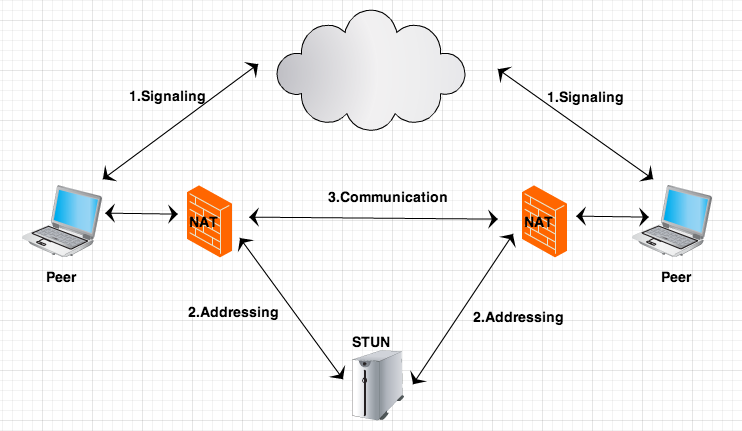 1.Signaling
1.Signaling
3.Communication
NAT
NAT
Peer
Peer
2.Addressing
2.Addressing
STUN